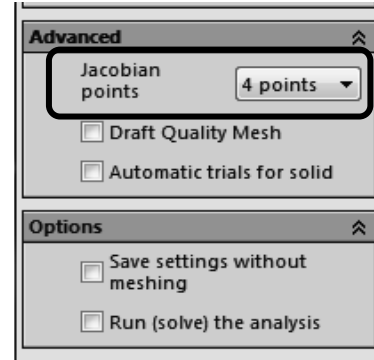 Advanced
Jacobian
points
4 points
Draft Quality Mesh
Automatic trials for solid
Options
Save settings without
meshing
Run (solve) the analysis